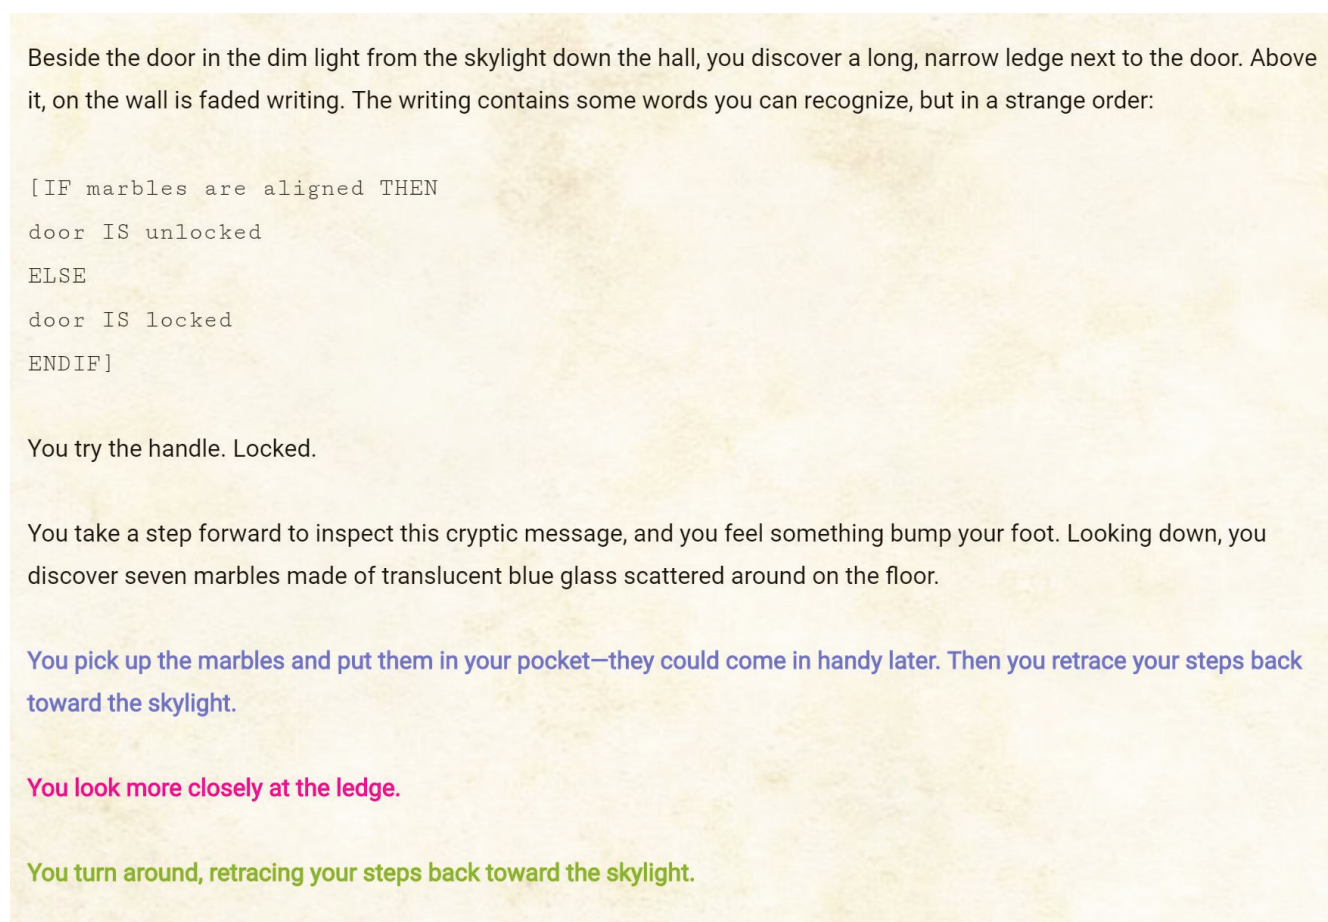 Beside the door in the dim light from the skylight down the hall, you discover a long, narrow ledge next to the door. Above
it, on the wall is faded writing. The writing contains some words you can recognize, but in a strange order:
[IF marbles are aligned THEN
door IS unlocked
ELSE
door IS locked
ENDIF]
You try the handle. Locked.
You take a step forward to inspect this cryptic message, and you feel something bump your foot. Looking down, you
discover seven marbles made of translucent blue glass scattered around on the floor.
You pick up the marbles and put them in your pocket—they could come in handy later. Then you retrace your steps back
toward the skylight.
You look more closely at the ledge.
You turn around, retracing your steps back toward the skylight.